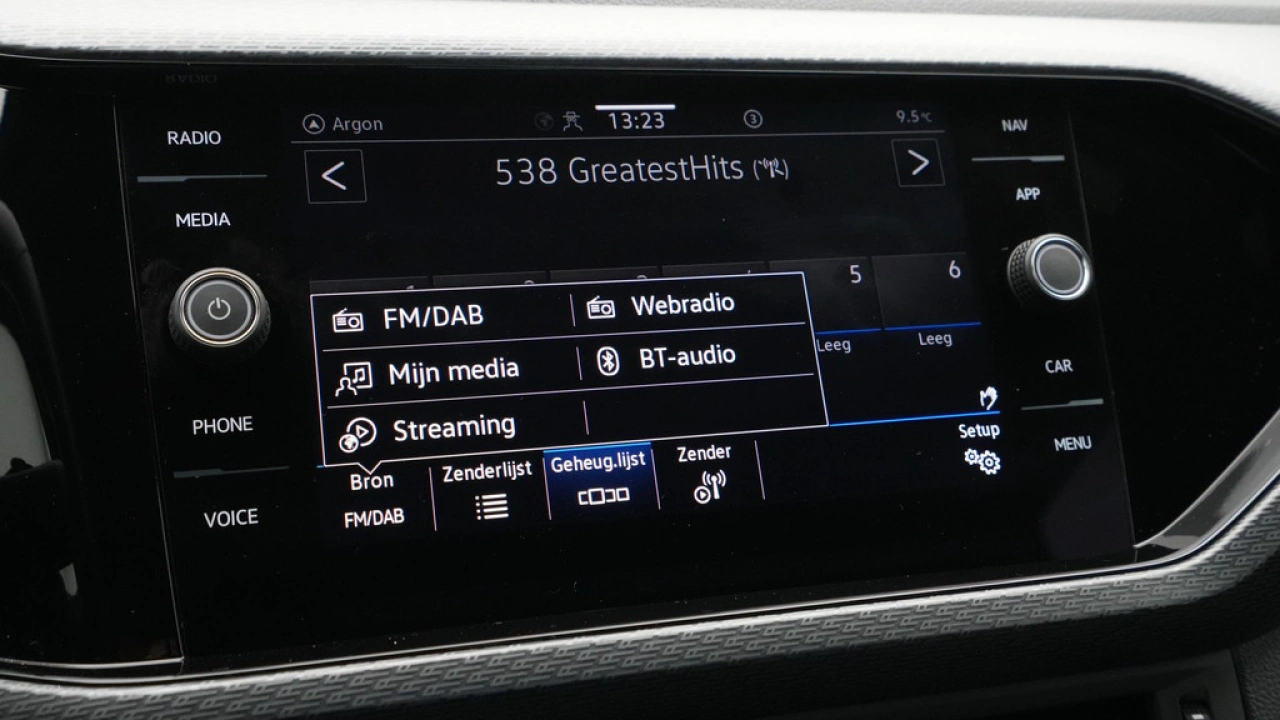 RADIO
MEDIA
PHONE
VOICE
Argon
13:23
3
9.5°C
538 GreatestHits
5
6
Leeg
Leeg
FM/DAB
Webradio
Mijn media
BT-audio
Streaming
Bron
FM/DAB
Zenderlijst
Geheug.lijst
Zender
Setup
NAV
APP
CAR
MENU